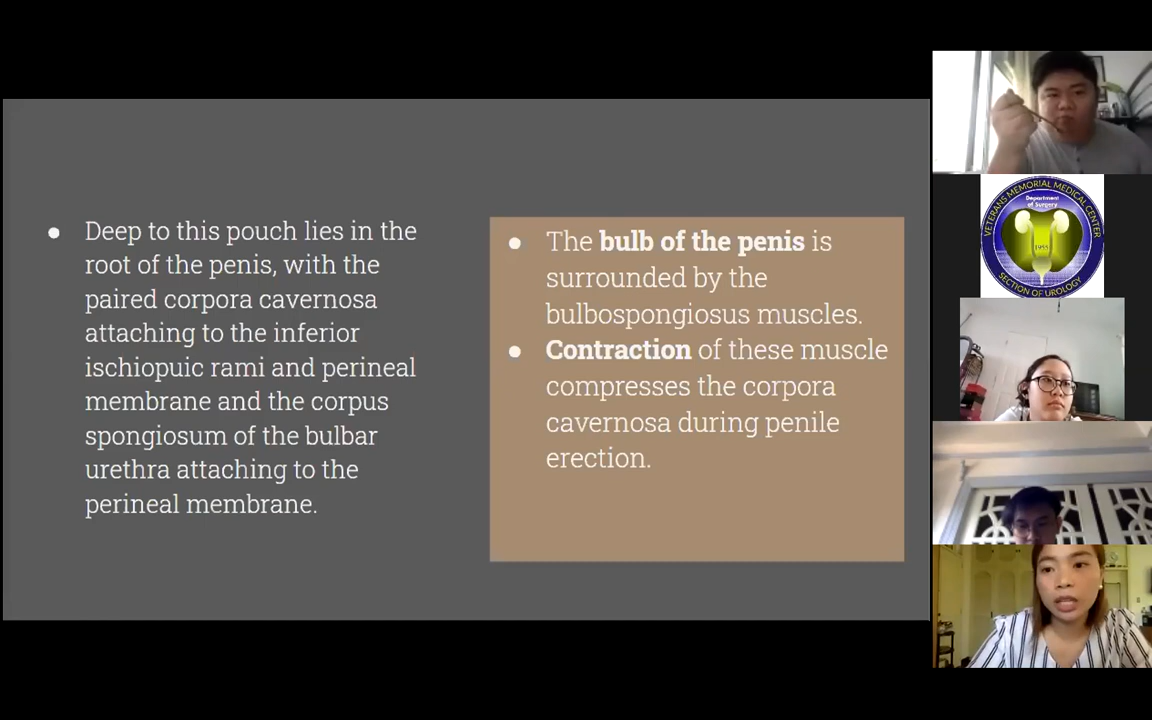 ● Deep to this pouch lies in the
root of the penis, with the
paired corpora cavernosa
attaching to the inferior
ischiopuic rami and perineal
membrane and the corpus
spongiosum of the bulbar
urethra attaching to the
perineal membrane.
● The bulb of the penis is
surrounded by the
bulbospongiosus muscles.
● Contraction of these muscle
compresses the corpora
cavernosa during penile
erection.
VETERANS MEMORIAL MEDICAL CENTER
Department
of Surgery
1955
SECTION OF UROLOGY